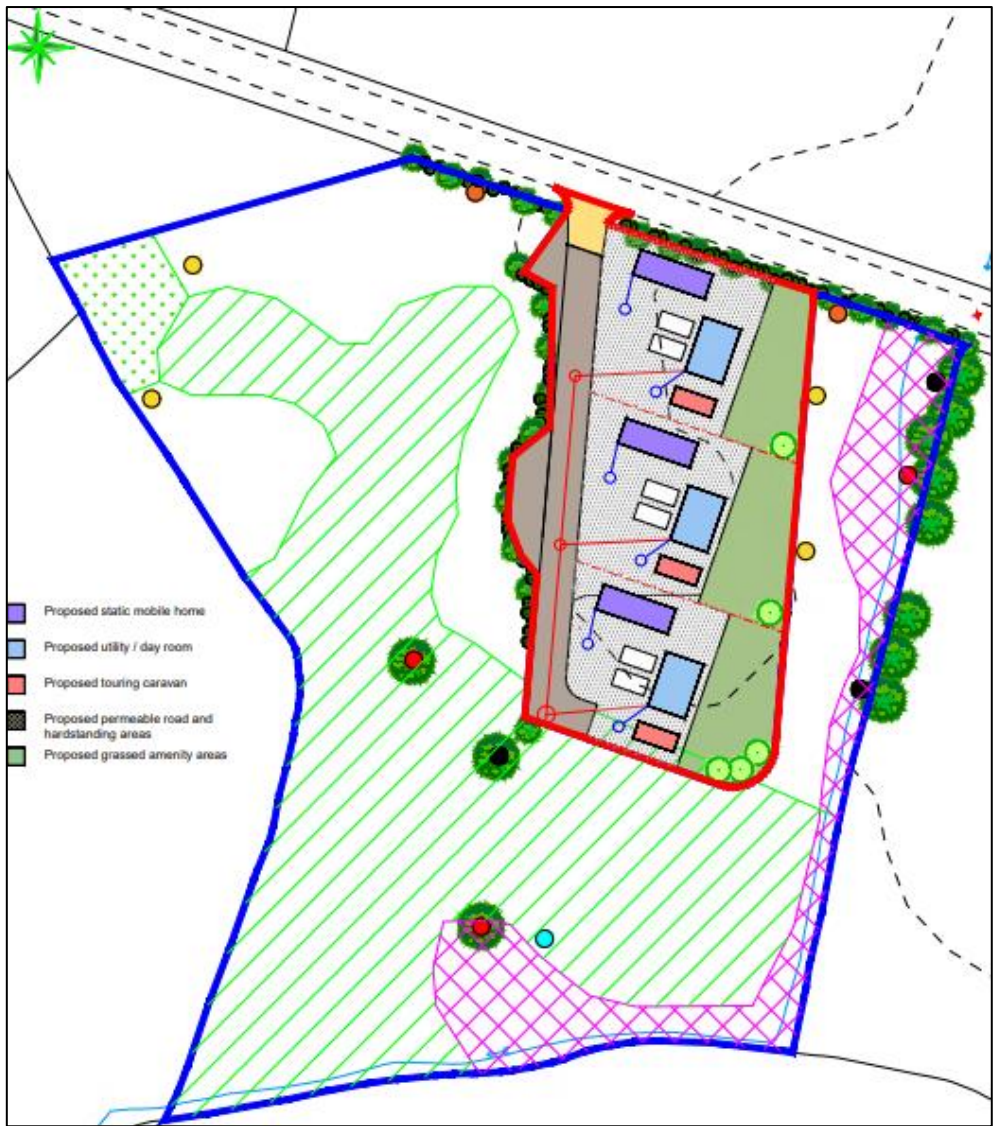 Proposed static mobile home
Proposed utility / day room
Proposed touring caravan
Proposed permeable road and
hardstanding areas
Proposed grassed amenity areas